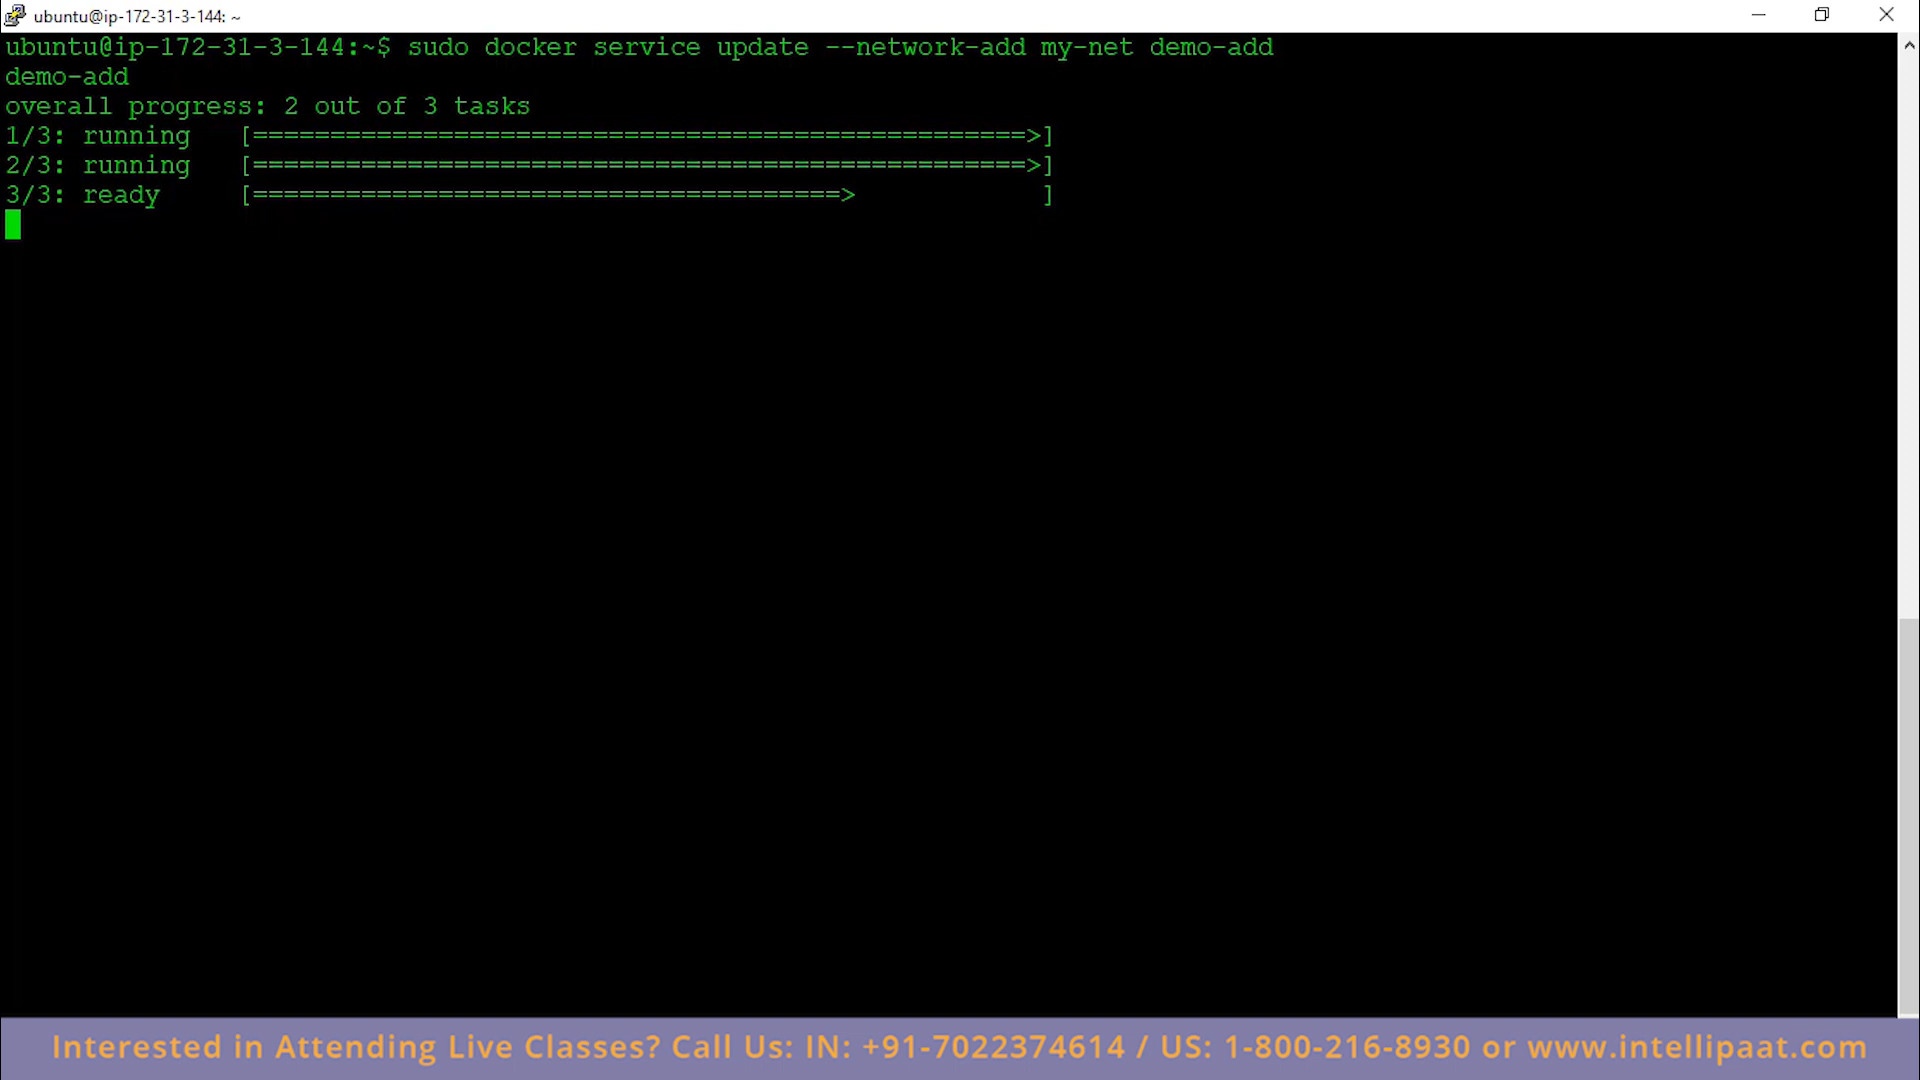 ubuntu@ip-172-31-3-144: ~
ubuntu@ip-172-31-3-144:~$ sudo docker service update --network-add my-net demo-add
demo-add
overall progress: 2 out of 3 tasks
1/3: running   [==================================================>]
2/3: running   [==================================================>]
3/3: ready     [======================================>            ]
Interested in Attending Live Classes? Call Us: IN: +91-7022374614 / US: 1-800-216-8930 or www.intellipaat.com